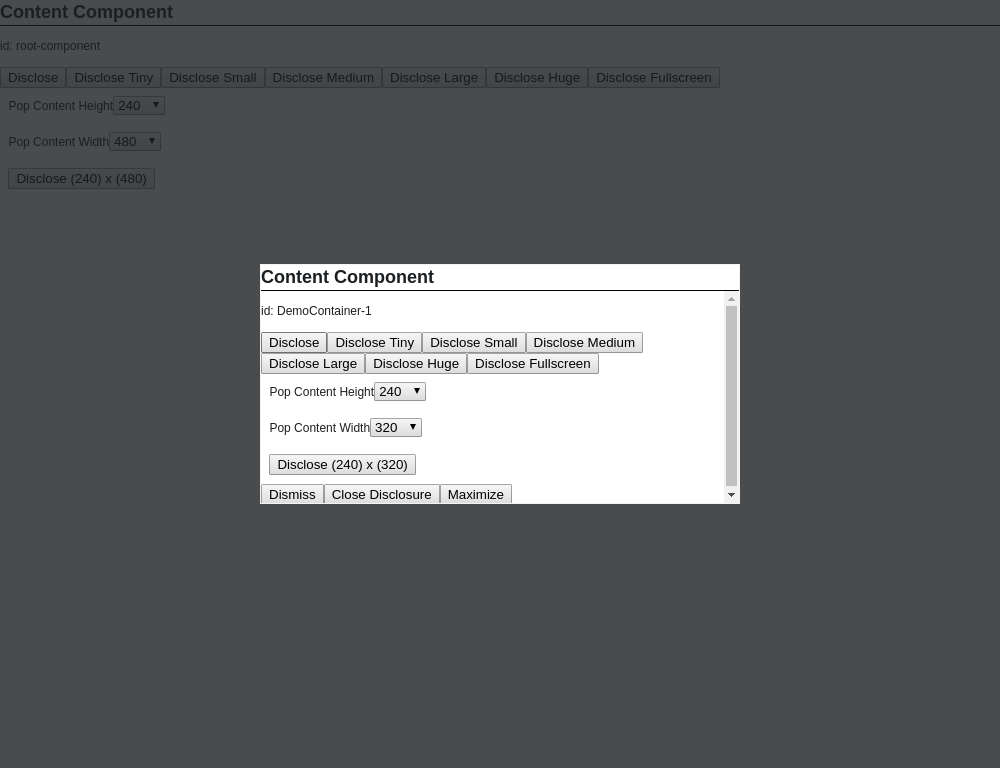 Content Component
id: root-component
Disclose Disclose Tiny Disclose Small Disclose Medium Disclose Large Disclose Huge Disclose Fullscreen
Pop Content Height 240
Pop Content Width 480
Disclose (240) x (480)
Content Component
id: DemoContainer-1
Disclose Disclose Tiny Disclose Small Disclose Medium
Disclose Large Disclose Huge Disclose Fullscreen
Pop Content Height 240
Pop Content Width 320
Disclose (240) x (320)
Dismiss Close Disclosure Maximize